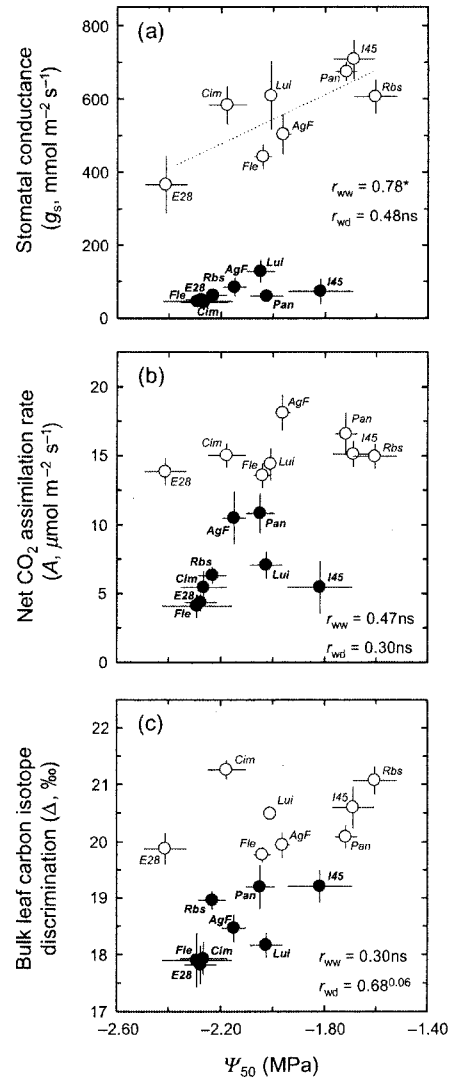 (a)
Stomatal conductance
(gs, mmol m−2 s−1)
800
600
400
200
0
I45
Pan
Rbs
Lui
Cim
AgF
Fle
E28
rww = 0.78*
rwd = 0.48ns
Lui
AgF
Rbs
E28
Fle
Cim
Pan
I45
(b)
Net CO2 assimilation rate
(A, μmol m−2 s−1)
20
15
10
5
0
AgF
Pan
I45
Rbs
Cim
Lui
Fle
E28
AgF
Pan
Rbs
Lui
Cim
E28
Fle
I45
rww = 0.47ns
rwd = 0.30ns
(c)
Bulk leaf carbon isotope
discrimination (Δ, ‰)
22
21
20
19
18
17
Cim
Rbs
I45
Lui
AgF
Pan
Fle
E28
Pan
I45
Rbs
AgF
Fle
Cim
Lui
E28
rww = 0.30ns
rwd = 0.68^0.06
−2.60
−2.20
−1.80
−1.40
Ψ50 (MPa)